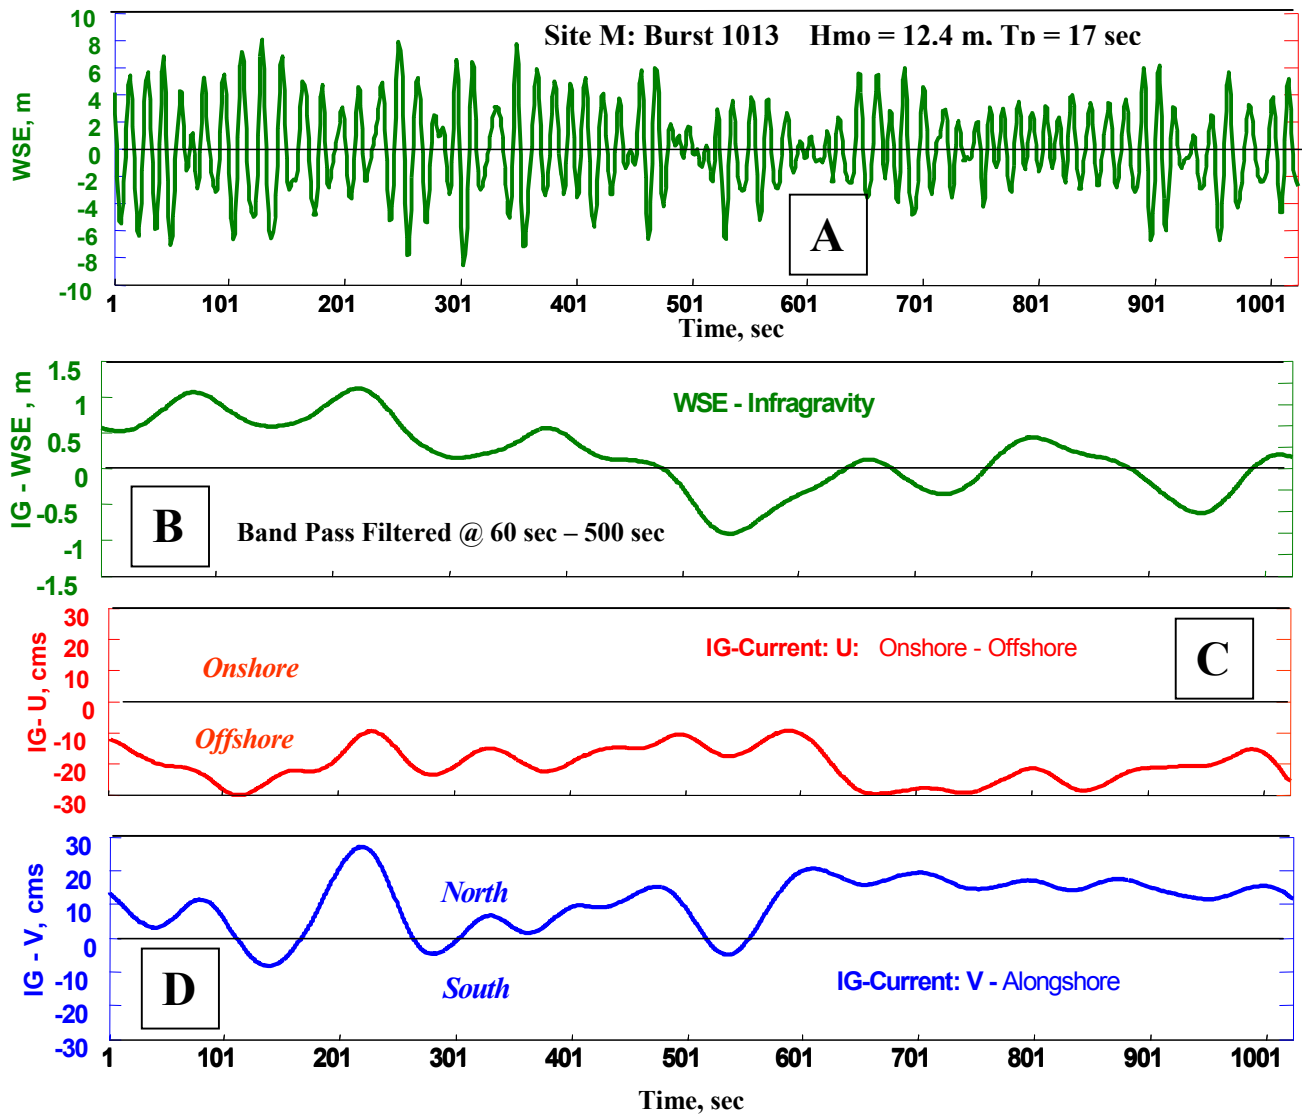 Site M: Burst 1013 Hmo = 12.4 m, Tp = 17 sec
WSE, m
10
8
6
4
2
0
-2
-4
-6
-8
-10
A
1 101 201 301 401 501 601 701 801 901 1001
Time, sec
IG - WSE , m
1.5
1
0.5
0
-0.5
-1
-1.5
WSE - Infragravity
B
Band Pass Filtered @ 60 sec – 500 sec
IG- U, cms
30
20
10
0
-10
-20
-30
IG-Current: U: Onshore - Offshore
C
Onshore
Offshore
IG - V, cms
30
20
10
0
-10
-20
-30
North
South
D
IG-Current: V - Alongshore
1 101 201 301 401 501 601 701 801 901 1001
Time, sec